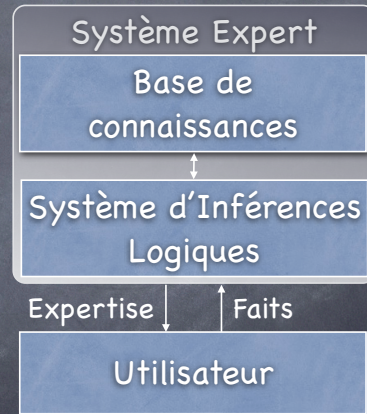 Système Expert
Base de
connaissances
Système d'Inférences
Logiques
Expertise
Faits
Utilisateur